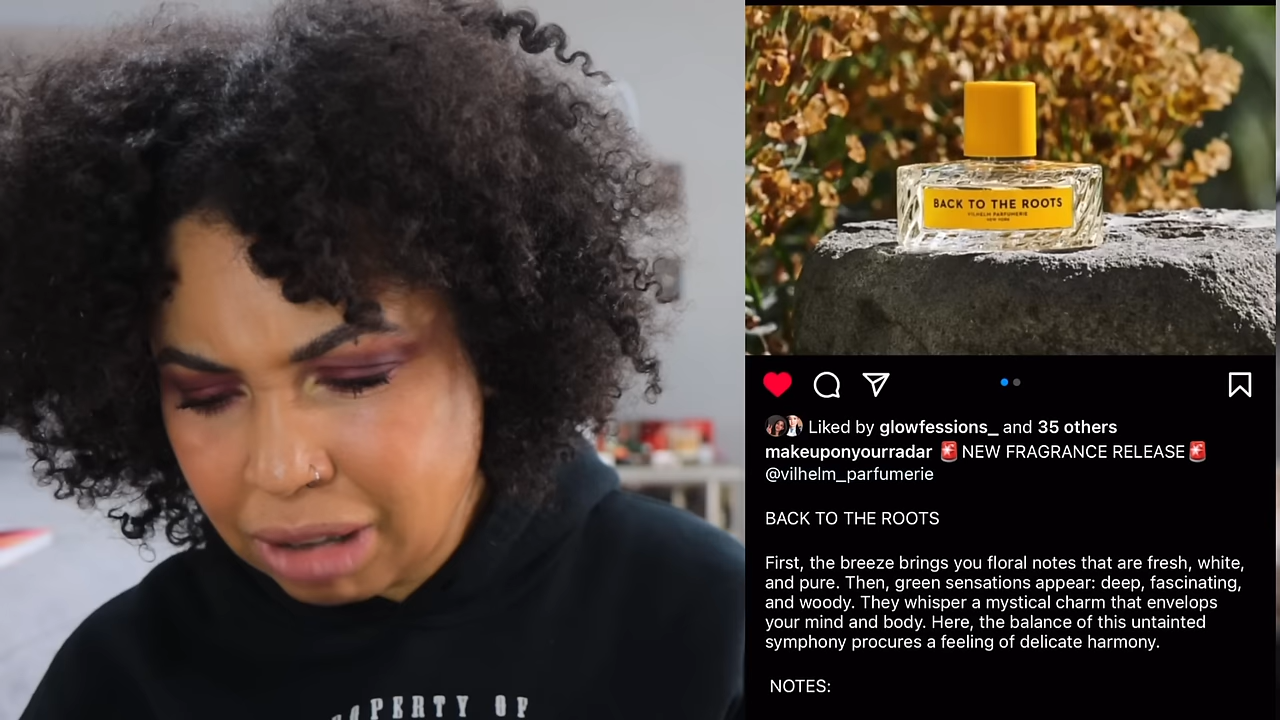 BACK TO THE ROOTS
VILHELM PARFUMERIE
NEW YORK
Liked by glowfessions_ and 35 others
makeuponyourradar 🚨NEW FRAGRANCE RELEASE🚨
@vilhelm_parfumerie
BACK TO THE ROOTS
First, the breeze brings you floral notes that are fresh, white,
and pure. Then, green sensations appear: deep, fascinating,
and woody. They whisper a mystical charm that envelops
your mind and body. Here, the balance of this untainted
symphony procures a feeling of delicate harmony.
NOTES:
PERTY OF